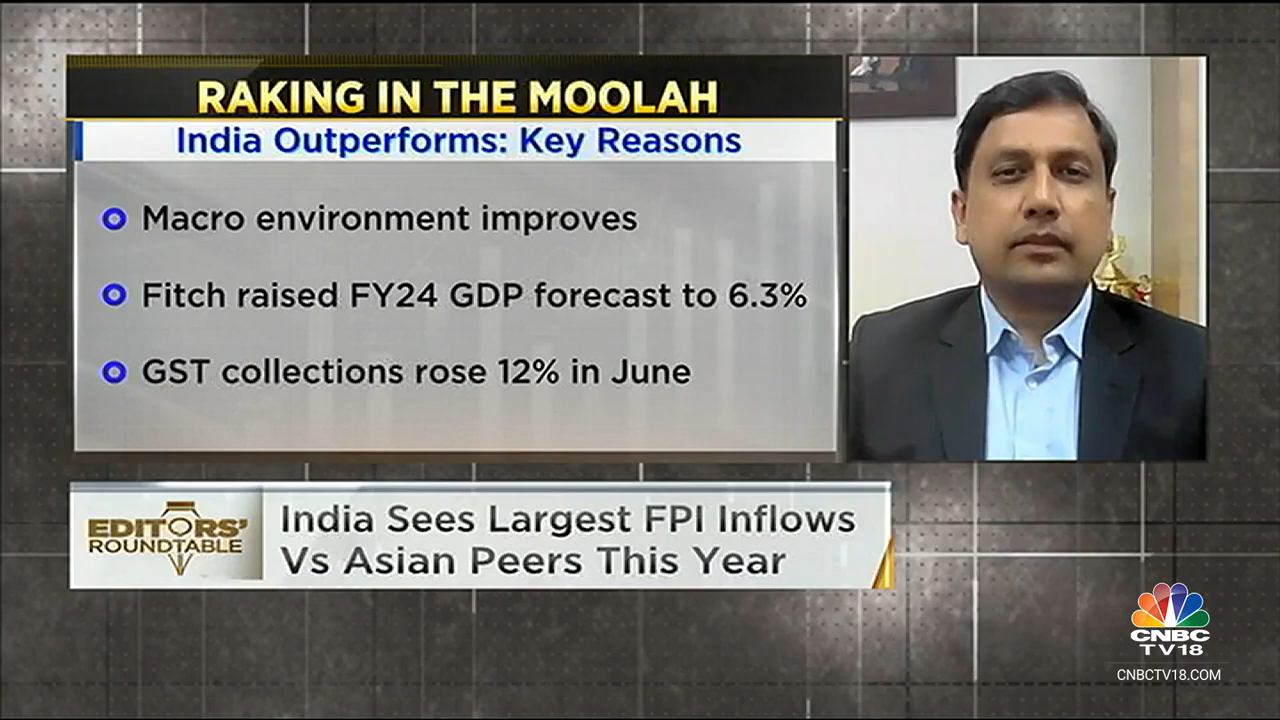 RAKING IN THE MOOLAH
India Outperforms: Key Reasons
Macro environment improves
Fitch raised FY24 GDP forecast to 6.3%
GST collections rose 12% in June
EDITORS'
ROUNDTABLE
India Sees Largest FPI Inflows
Vs Asian Peers This Year
CNBC
TV18
CNBCTV18.COM